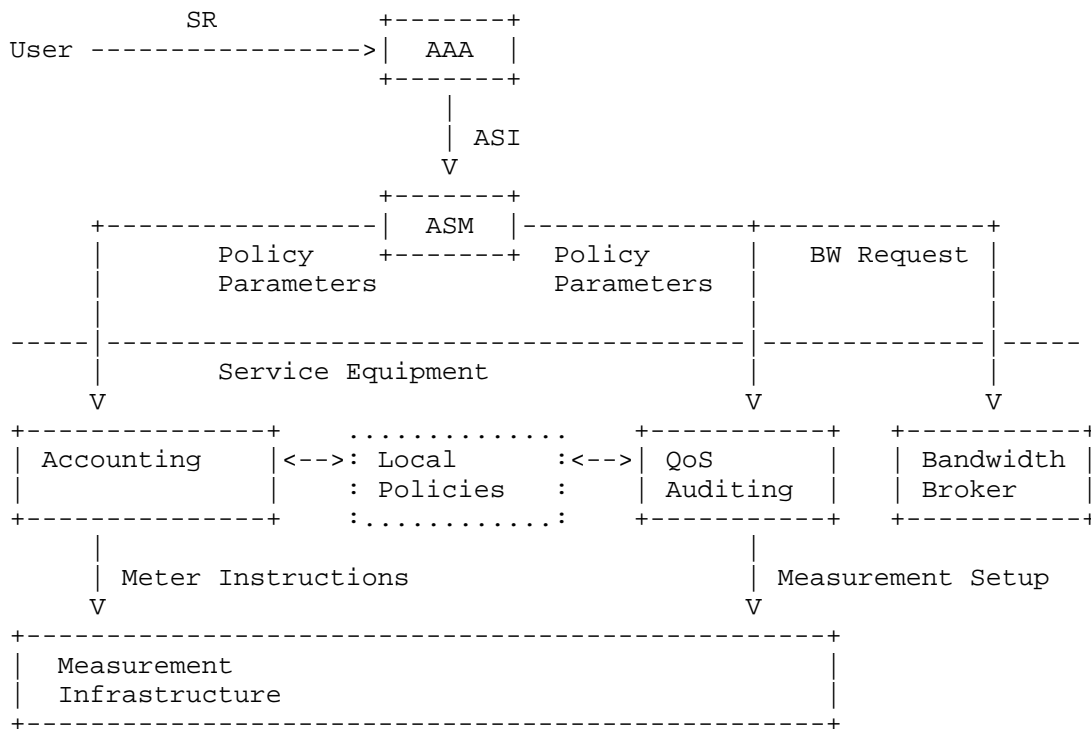 SR
User AAA
ASI
ASM
Policy Policy BW Request
Parameters Parameters
Service Equipment
Accounting Local QoS Bandwidth
Policies Auditing Broker
Meter Instructions Measurement Setup
Measurement
Infrastructure